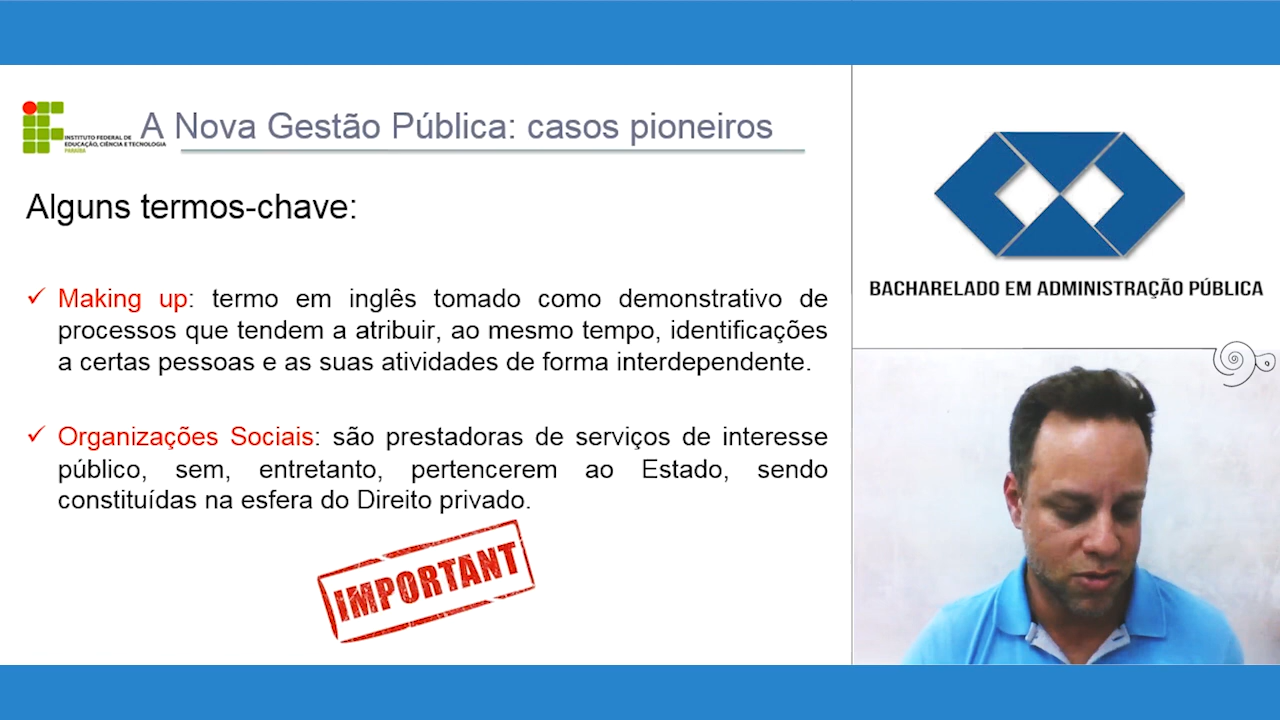 INSTITUTO FEDERAL DE
EDUCAÇÃO, CIÊNCIA E TECNOLOGIA
PARAÍBA
A Nova Gestão Pública: casos pioneiros
Alguns termos-chave:
Making up: termo em inglês tomado como demonstrativo de
processos que tendem a atribuir, ao mesmo tempo, identificações
a certas pessoas e as suas atividades de forma interdependente.
Organizações Sociais: são prestadoras de serviços de interesse
público, sem, entretanto, pertencerem ao Estado, sendo
constituídas na esfera do Direito privado.
IMPORTANT
BACHARELADO EM ADMINISTRAÇÃO PÚBLICA